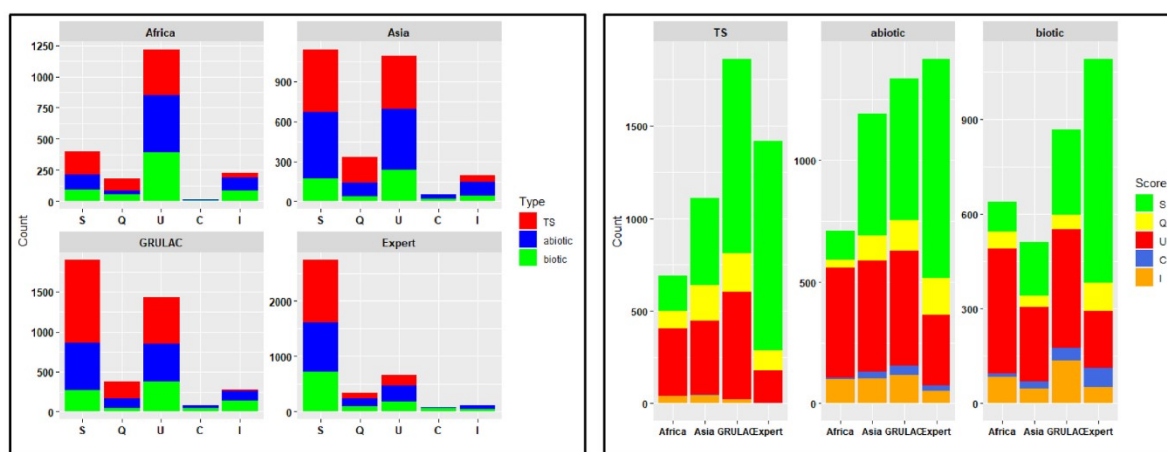 Africa
Asia
1250
1000
750
500
250
0
900
600
300
0
S Q U C I
S Q U C I
Count
GRULAC
Expert
1500
1000
500
0
2000
1000
0
S Q U C I
S Q U C I
Type
TS
abiotic
biotic
TS
abiotic
biotic
Count
1500
1000
500
0
1000
500
0
900
600
300
0
Africa Asia GRULAC Expert
Africa Asia GRULAC Expert
Africa Asia GRULAC Expert
Score
S
Q
U
C
I